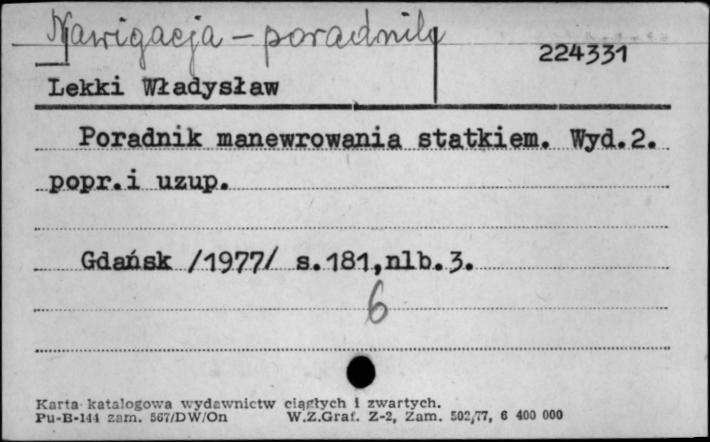 Nawigacja - poradniki
224331
Lekki Władysław
Poradnik manewrowania statkiem. Wyd.2.
popr.i uzup.
Gdańsk /1977/ s.181,nlb.3.
6
Karta katalogowa wydawnictw ciągłych i zwartych.
Pu-B-144 zam. 567/DW/On W.Z.Graf. Z-2, Zam. 502/77, 6 400 000